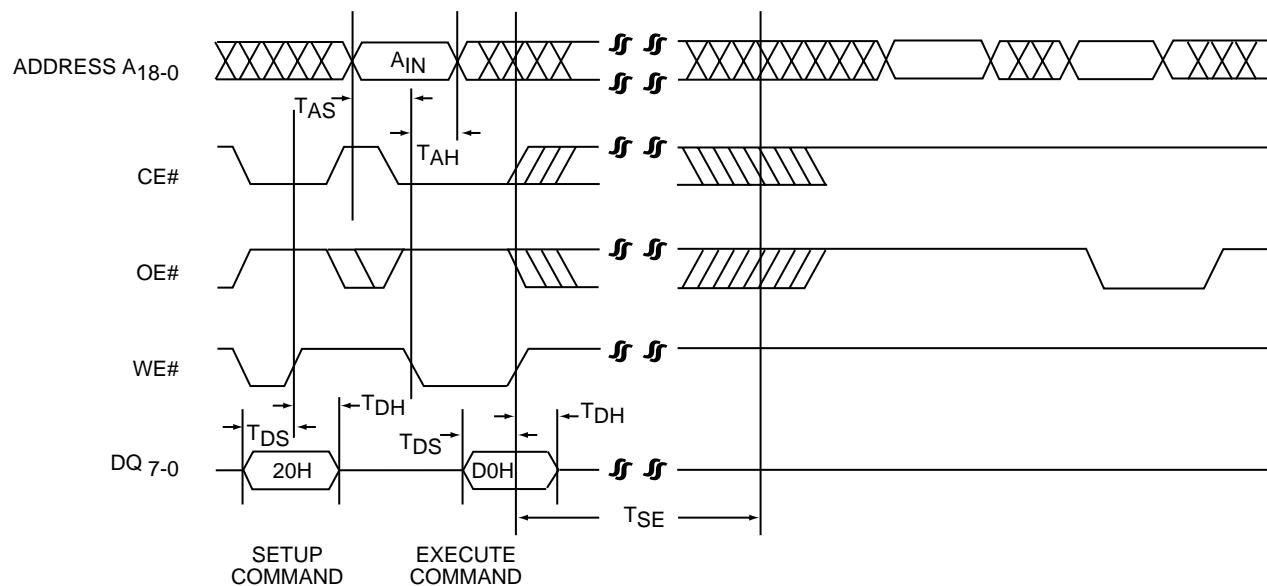 ADDRESS A18-0
AIN
TAS
TAH
CE#
OE#
WE#
TDH
TDS
TDS
TDH
DQ 7-0
20H
D0H
TSE
SETUP
COMMAND
EXECUTE
COMMAND